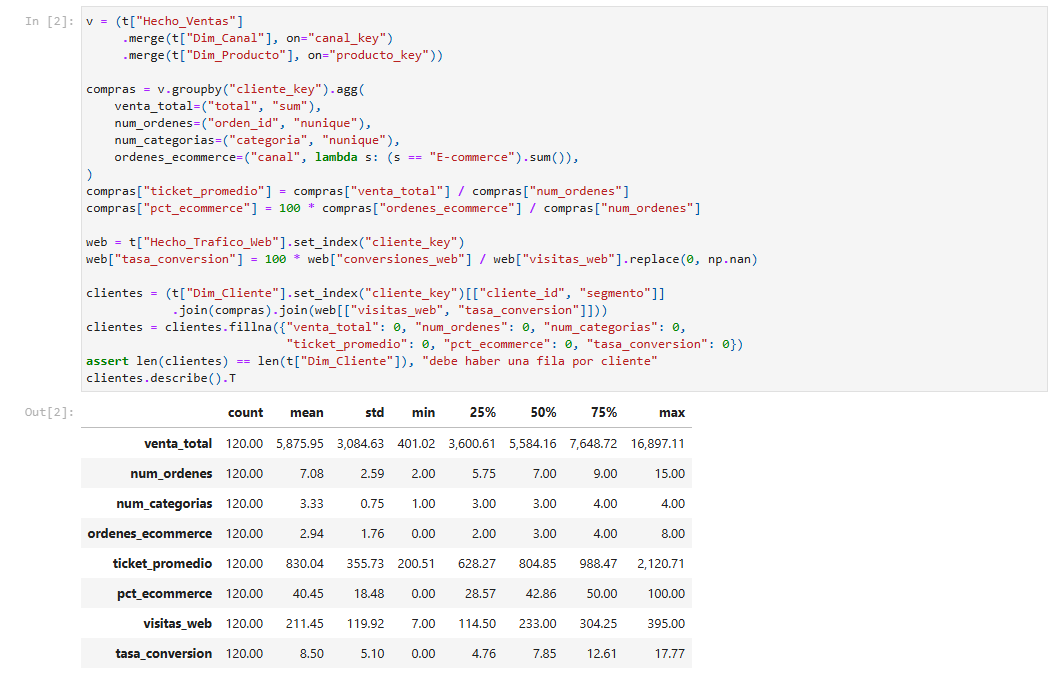 In [2]: v = (t["Hecho_Ventas"]
.merge(t["Dim_Canal"], on="canal_key")
.merge(t["Dim_Producto"], on="producto_key"))
compras = v.groupby("cliente_key").agg(
venta_total=("total", "sum"),
num_ordenes=("orden_id", "nunique"),
num_categorias=("categoria", "nunique"),
ordenes_ecommerce=("canal", lambda s: (s == "E-commerce").sum()),
)
compras["ticket_promedio"] = compras["venta_total"] / compras["num_ordenes"]
compras["pct_ecommerce"] = 100 * compras["ordenes_ecommerce"] / compras["num_ordenes"]
web = t["Hecho_Trafico_Web"].set_index("cliente_key")
web["tasa_conversion"] = 100 * web["conversiones_web"] / web["visitas_web"].replace(0, np.nan)
clientes = (t["Dim_Cliente"].set_index("cliente_key")[["cliente_id", "segmento"]]
.join(compras).join(web[["visitas_web", "tasa_conversion"]]))
clientes = clientes.fillna({"venta_total": 0, "num_ordenes": 0, "num_categorias": 0,
"ticket_promedio": 0, "pct_ecommerce": 0, "tasa_conversion": 0})
assert len(clientes) == len(t["Dim_Cliente"]), "debe haber una fila por cliente"
clientes.describe().T
Out[2]: count mean std min 25% 50% 75% max
venta_total 120.00 5,875.95 3,084.63 401.02 3,600.61 5,584.16 7,648.72 16,897.11
num_ordenes 120.00 7.08 2.59 2.00 5.75 7.00 9.00 15.00
num_categorias 120.00 3.33 0.75 1.00 3.00 3.00 4.00 4.00
ordenes_ecommerce 120.00 2.94 1.76 0.00 2.00 3.00 4.00 8.00
ticket_promedio 120.00 830.04 355.73 200.51 628.27 804.85 988.47 2,120.71
pct_ecommerce 120.00 40.45 18.48 0.00 28.57 42.86 50.00 100.00
visitas_web 120.00 211.45 119.92 7.00 114.50 233.00 304.25 395.00
tasa_conversion 120.00 8.50 5.10 0.00 4.76 7.85 12.61 17.77